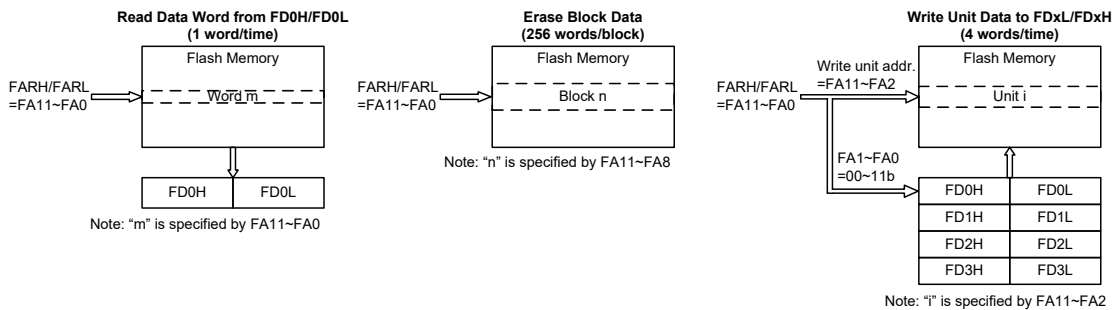 Read Data Word from FD0H/FD0L
(1 word/time)
Flash Memory
FARH/FARL
=FA11~FA0
Word m
FD0H
FD0L
Note: “m” is specified by FA11~FA0
Erase Block Data
(256 words/block)
Flash Memory
FARH/FARL
=FA11~FA0
Block n
Note: “n” is specified by FA11~FA8
Write Unit Data to FDxL/FDxH
(4 words/time)
Flash Memory
Write unit addr.
=FA11~FA2
FARH/FARL
=FA11~FA0
Unit i
FA1~FA0
=00~11b
FD0H
FD0L
FD1H
FD1L
FD2H
FD2L
FD3H
FD3L
Note: “i” is specified by FA11~FA2